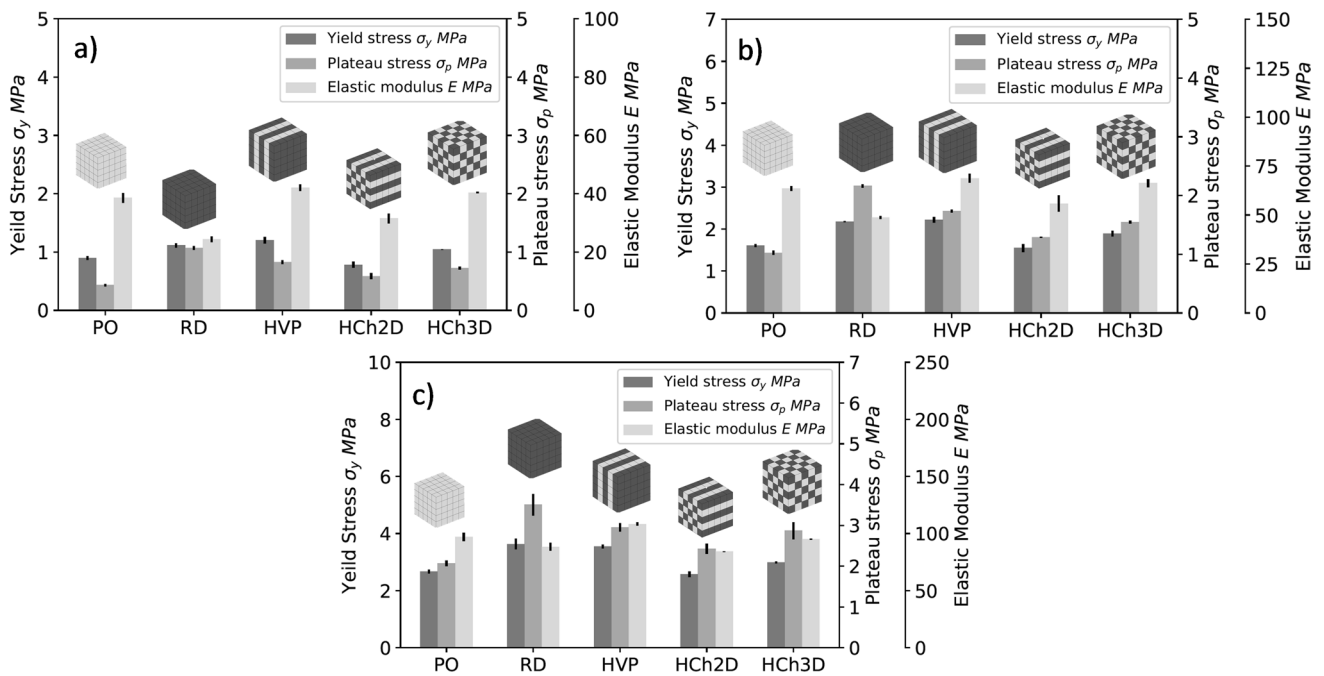 a)
Yield stress σy MPa
Plateau stress σp MPa
Elastic modulus E MPa
Yeild Stress σy MPa
5
4
3
2
1
0
PO RD HVP HCh2D HCh3D
Plateau stress σp MPa
5
4
3
2
1
0
Elastic Modulus E MPa
100
80
60
40
20
0
b)
Yield stress σy MPa
Plateau stress σp MPa
Elastic modulus E MPa
Yeild Stress σy MPa
7
6
5
4
3
2
1
0
PO RD HVP HCh2D HCh3D
Plateau stress σp MPa
5
4
3
2
1
0
Elastic Modulus E MPa
150
125
100
75
50
25
0
c)
Yield stress σy MPa
Plateau stress σp MPa
Elastic modulus E MPa
Yeild Stress σy MPa
10
8
6
4
2
0
PO RD HVP HCh2D HCh3D
Plateau stress σp MPa
7
6
5
4
3
2
1
0
Elastic Modulus E MPa
250
200
150
100
50
0